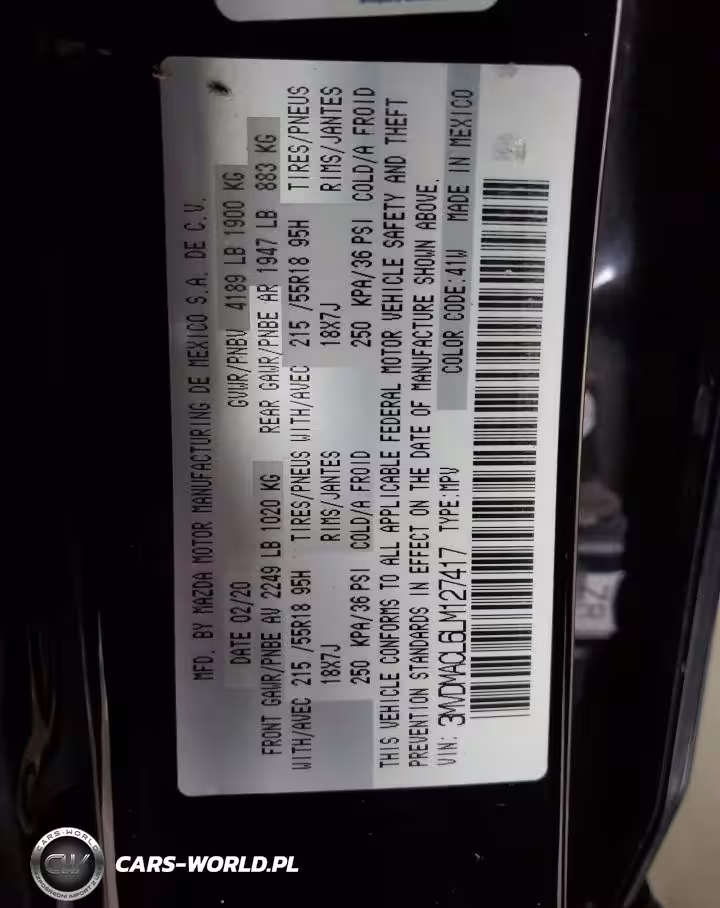 MFD. BY MAZDA MOTOR MANUFACTURING DE MEXICO S.A. DE C.V.
DATE 02/20 GVWR/PNBV 4189 LB 1900 KG
FRONT GAWR/PNBE AV 2249 LB 1020 KG REAR GAWR/PNBE AR 1947 LB 883 KG
WITH/AVEC 215 /55R18 95H TIRES/PNEUS WITH/AVEC 215 /55R18 95H TIRES/PNEUS
18X7J RIMS/JANTES 18X7J RIMS/JANTES
250 KPA/36 PSI COLD/A FROID 250 KPA/36 PSI COLD/A FROID
THIS VEHICLE CONFORMS TO ALL APPLICABLE FEDERAL MOTOR VEHICLE SAFETY AND THEFT
PREVENTION STANDARDS IN EFFECT ON THE DATE OF MANUFACTURE SHOWN ABOVE.
VIN: 3MVDMACL6LM127417 TYPE:MPV COLOR CODE:41W MADE IN MEXICO
CARS-WORLD
CW
CARS-WORLD.PL